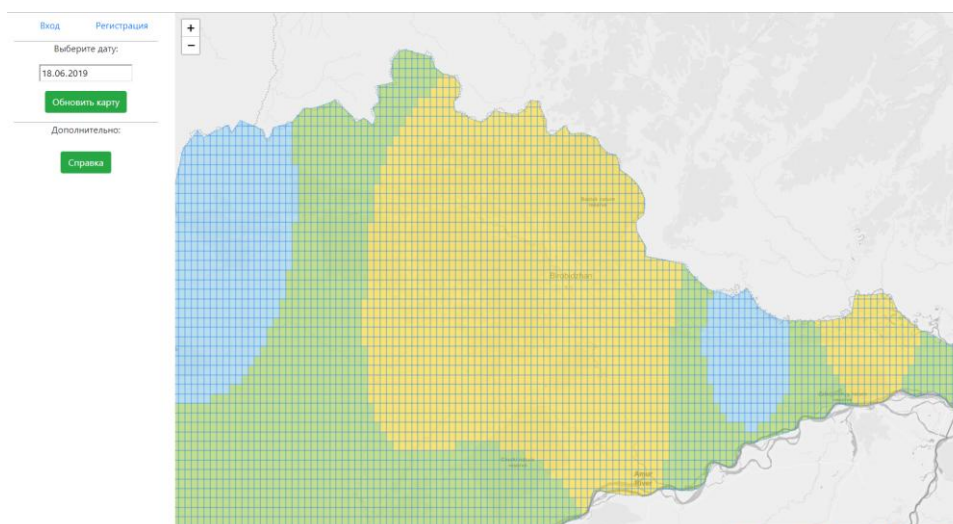 Вход Регистрация
Выберите дату:
18.06.2019
Обновить карту
Дополнительно:
Справка
+
−
Birobidzhan
Amur
River